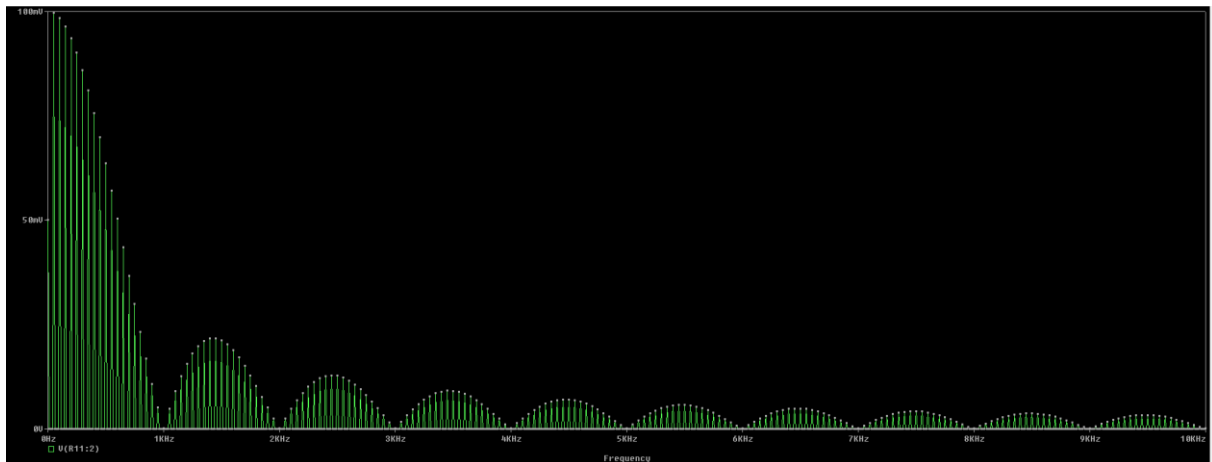 100mV
50mV
0V
0Hz 1KHz 2KHz 3KHz 4KHz 5KHz 6KHz 7KHz 8KHz 9KHz 10KHz
V(R11:2)
Frequency